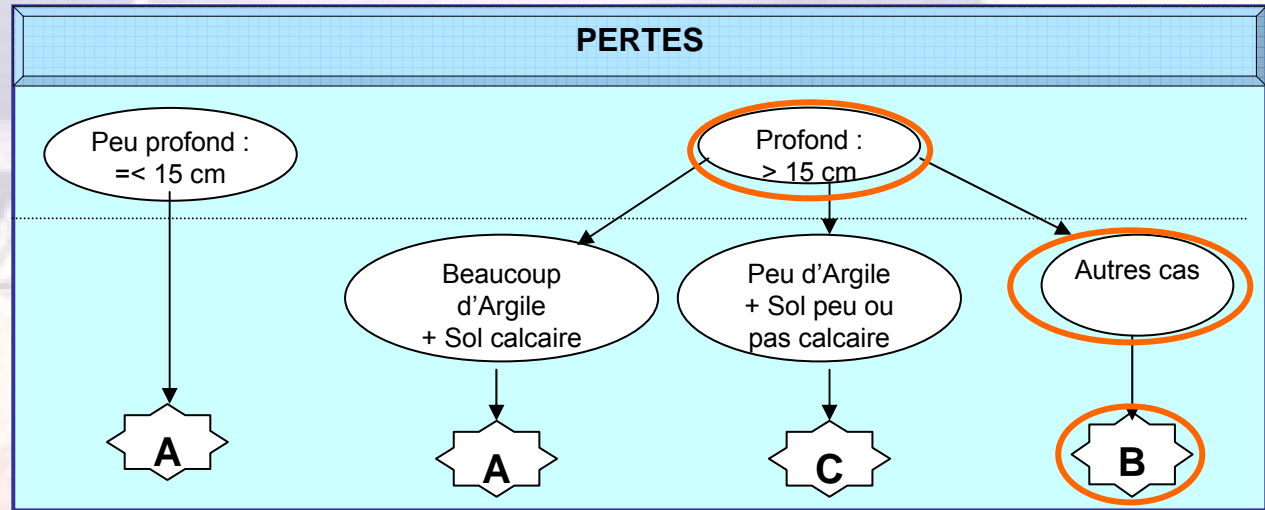 PERTES
Peu profond :
=< 15 cm
Profond :
> 15 cm
Beaucoup
d’Argile
+ Sol calcaire
Peu d’Argile
+ Sol peu ou
pas calcaire
Autres cas
A
A
C
B